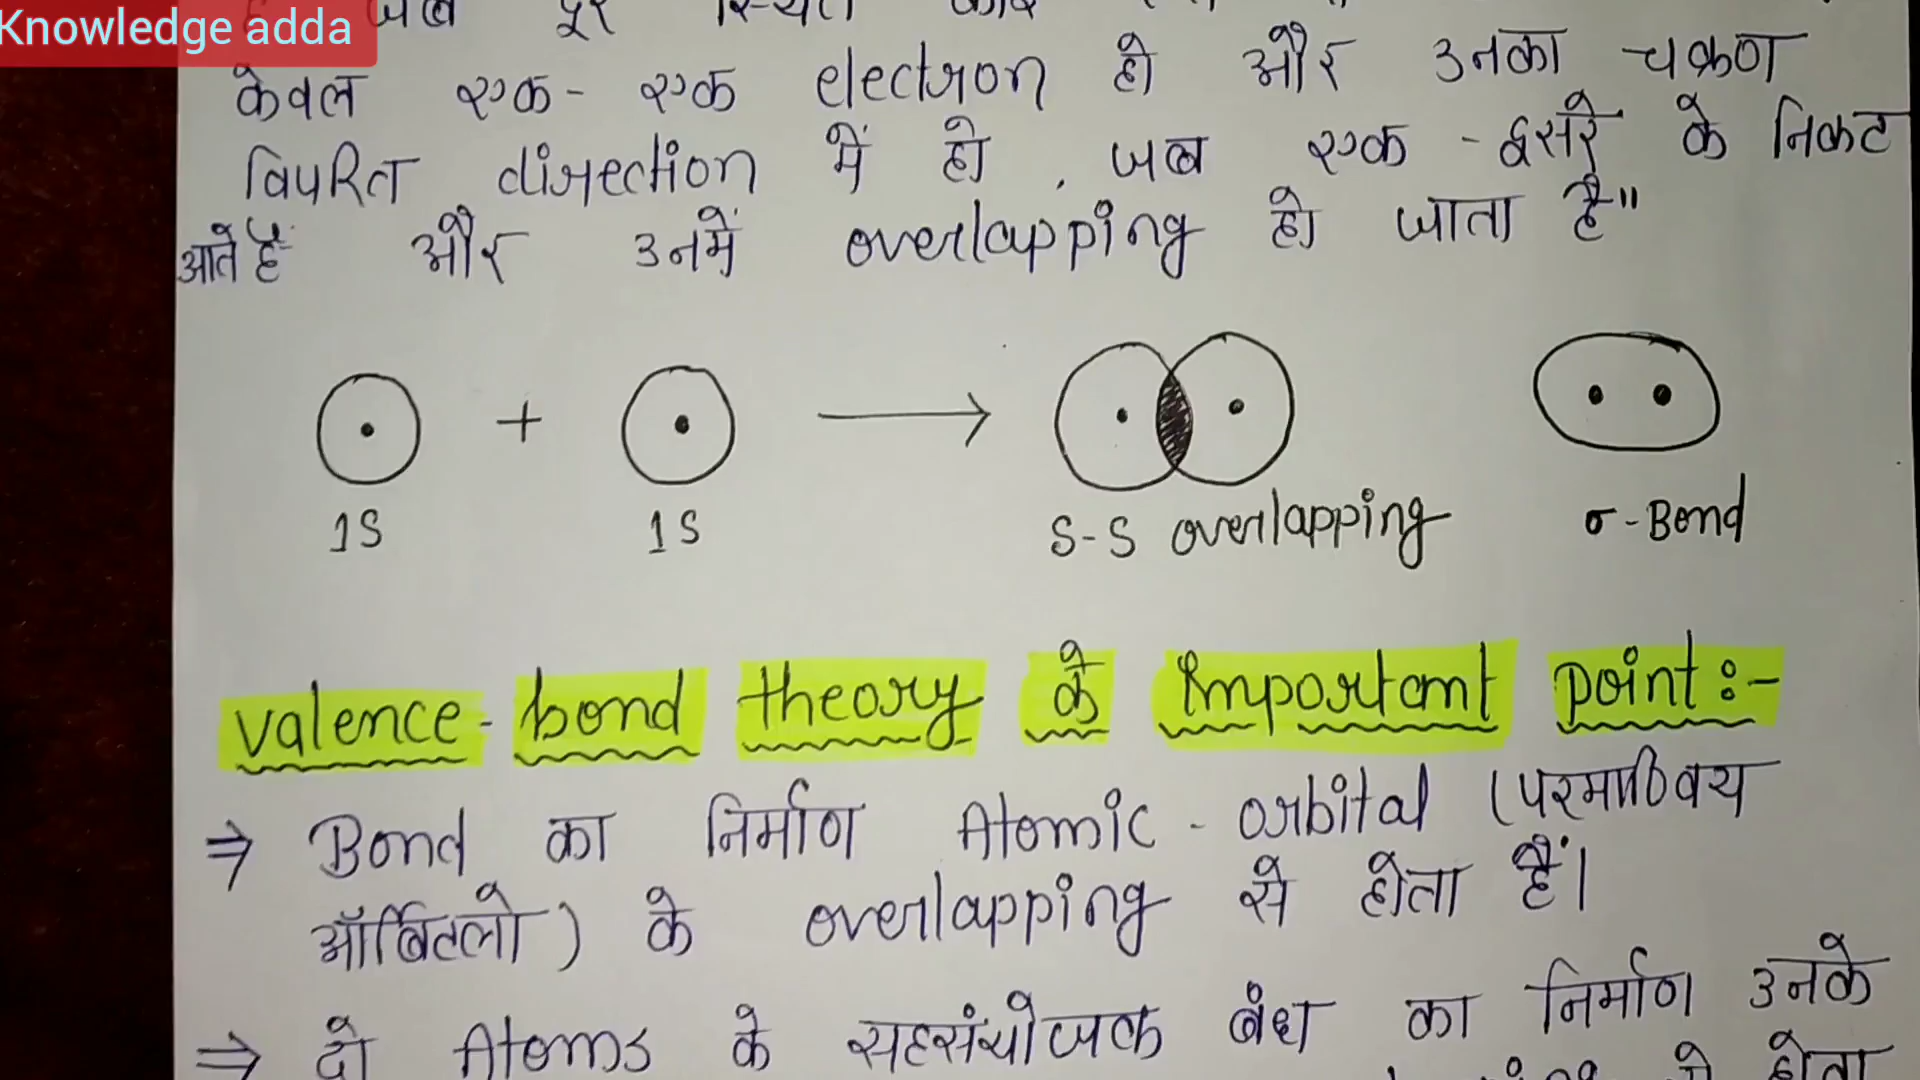 Knowledge adda
जब दूर स्थित
केवल एक - एक electron हो और उनका चक्रण
विपरित direction में हो, जब एक - दूसरे के निकट
आते है और उनमें overlapping हो जाता है"
1S + 1S → S-S overlapping σ-Bond
Valence-bond theory के Important point:-
⇒ Bond का निर्माण Atomic-orbital (परमाण्विय
ऑर्बिटलो) के overlapping से होता हैं।
⇒ दो Atoms के सहसंयोजक बंध का निर्माण उनके
से होता